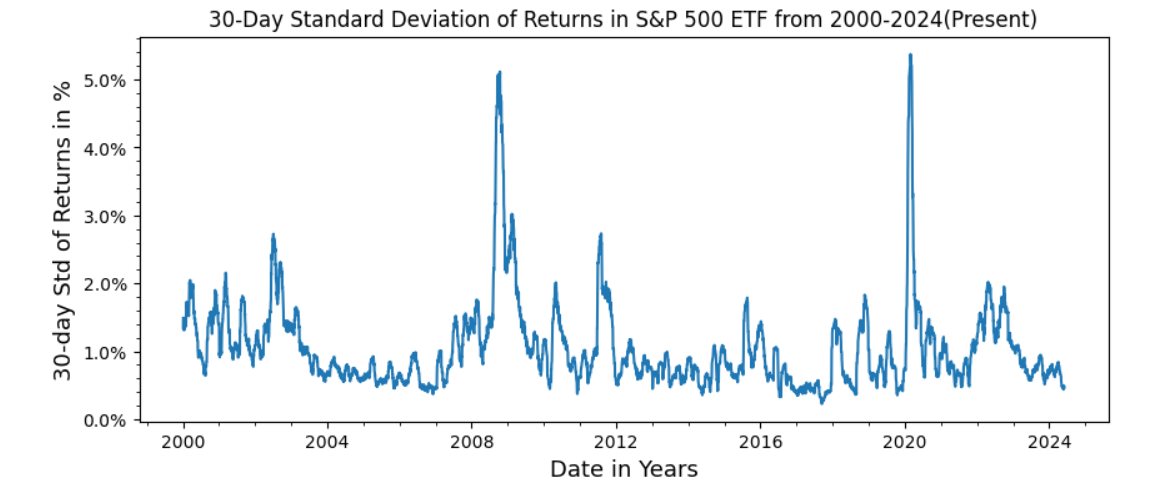 30-Day Standard Deviation of Returns in S&P 500 ETF from 2000-2024(Present)
30-day Std of Returns in %
5.0%
4.0%
3.0%
2.0%
1.0%
0.0%
2000 2004 2008 2012 2016 2020 2024
Date in Years